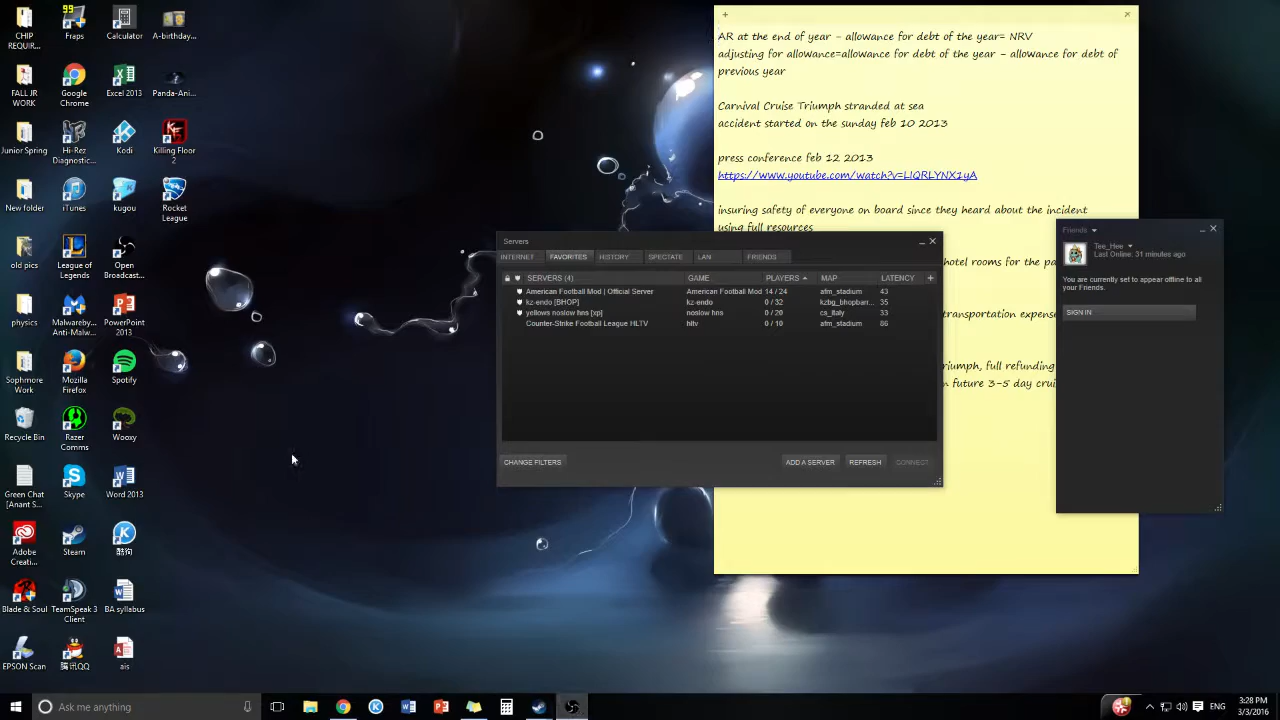 99
CHIP REQUIR...
Fraps
Calculator
A-birthday...
FALL JR WORK
Google Chrome
Excel 2013
Panda-Ani...
Junior Spring
Hi-Rez Diagnostic...
Kodi
Killing Floor 2
New folder
iTunes
kugou
Rocket League
old pics
League of Legends
Open Broadcast...
physics
Malwareby... Anti-Malwa...
PowerPoint 2013
Sophmore Work
Mozilla Firefox
Spotify
Recycle Bin
Razer Comms
Wooxy
Green Chat [Anant S...
Skype
Word 2013
Adobe Creative...
Steam
Blade & Soul
TeamSpeak 3 Client
BA syllabus
EPSON Scan
ais
+
×
AR at the end of year - allowance for debt of the year= NRV
adjusting for allowance=allowance for debt of the year - allowance for debt of
previous year
Carnival Cruise Triumph stranded at sea
accident started on the sunday feb 10 2013
press conference feb 12 2013
https://www.youtube.com/watch?v=LIQRLYNX1yA
insuring safety of everyone on board since they heard about the incident
using full resources
hotel rooms for the pa
transportation expense
riumph, full refunding
n future 3-5 day cruis
Servers
INTERNET FAVORITES HISTORY SPECTATE LAN FRIENDS
SERVERS (4) GAME PLAYERS MAP LATENCY +
American Football Mod | Official Server American Football Mod 14 / 24 afm_stadium 43
kz-endo [BHOP] kz-endo 0 / 32 kzbg_bhopbarr... 35
yellows noslow hns [xp] noslow hns 0 / 20 cs_italy 33
Counter-Strike Football League HLTV hltv 0 / 10 afm_stadium 86
CHANGE FILTERS ADD A SERVER REFRESH CONNECT
Friends
Tee_Hee
Last Online: 31 minutes ago
You are currently set to appear offline to all
your Friends.
SIGN IN
Ask me anything
ENG
3:28 PM
3/3/2016